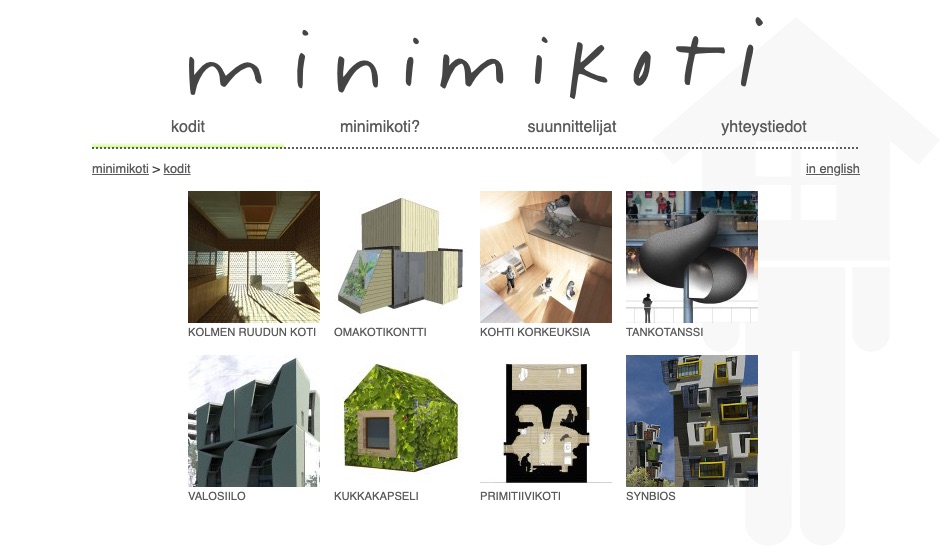 minimikoti
kodit minimikoti? suunnittelijat yhteystiedot
minimikoti > kodit in english
KOLMEN RUUDUN KOTI OMAKOTIKONTTI KOHTI KORKEUKSIA TANKOTANSSI
VALOSIILO KUKKAKAPSELI PRIMITIIVIKOTI SYNBIOS